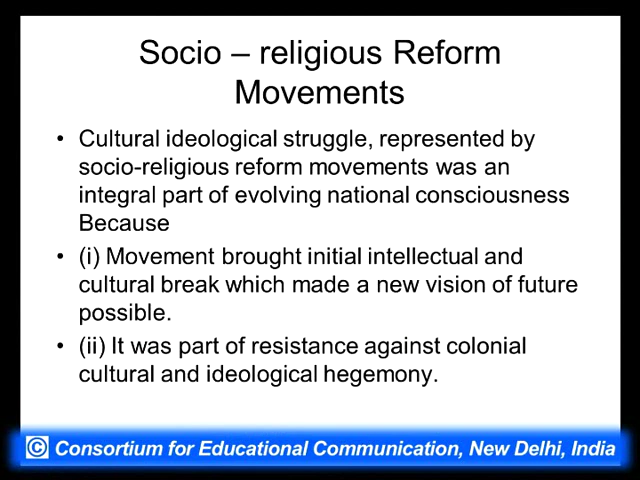 Socio – religious Reform
Movements
• Cultural ideological struggle, represented by
socio-religious reform movements was an
integral part of evolving national consciousness
Because
• (i) Movement brought initial intellectual and
cultural break which made a new vision of future
possible.
• (ii) It was part of resistance against colonial
cultural and ideological hegemony.
© Consortium for Educational Communication, New Delhi, India